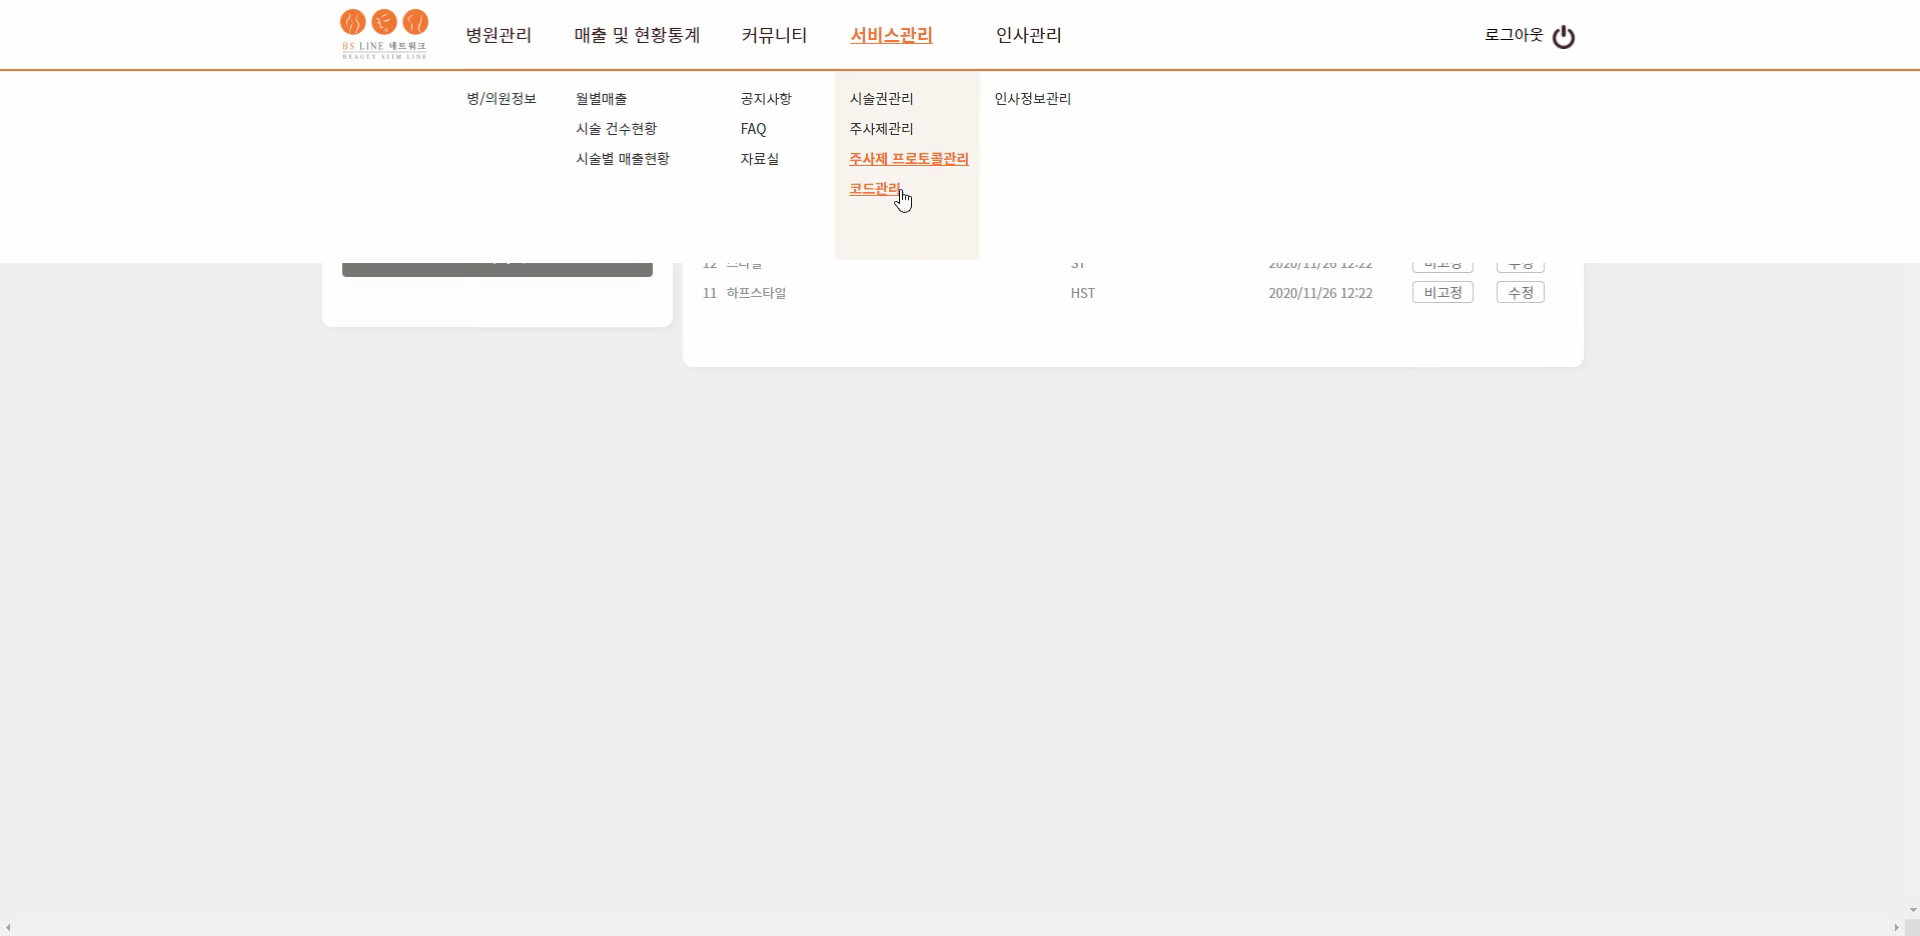 BS LINE 네트워크
BEAUTY SLIM LINE
병원관리 매출 및 현황통계 커뮤니티 서비스관리 인사관리 로그아웃
병/의원정보 월별매출 공지사항 시술권관리 인사정보관리
시술 건수현황 FAQ 주사제관리
시술별 매출현황 자료실 주사제 프로토콜관리
코드관리
12 스타일 ST 2020/11/26 12:22 비고정 수정
11 하프스타일 HST 2020/11/26 12:22 비고정 수정